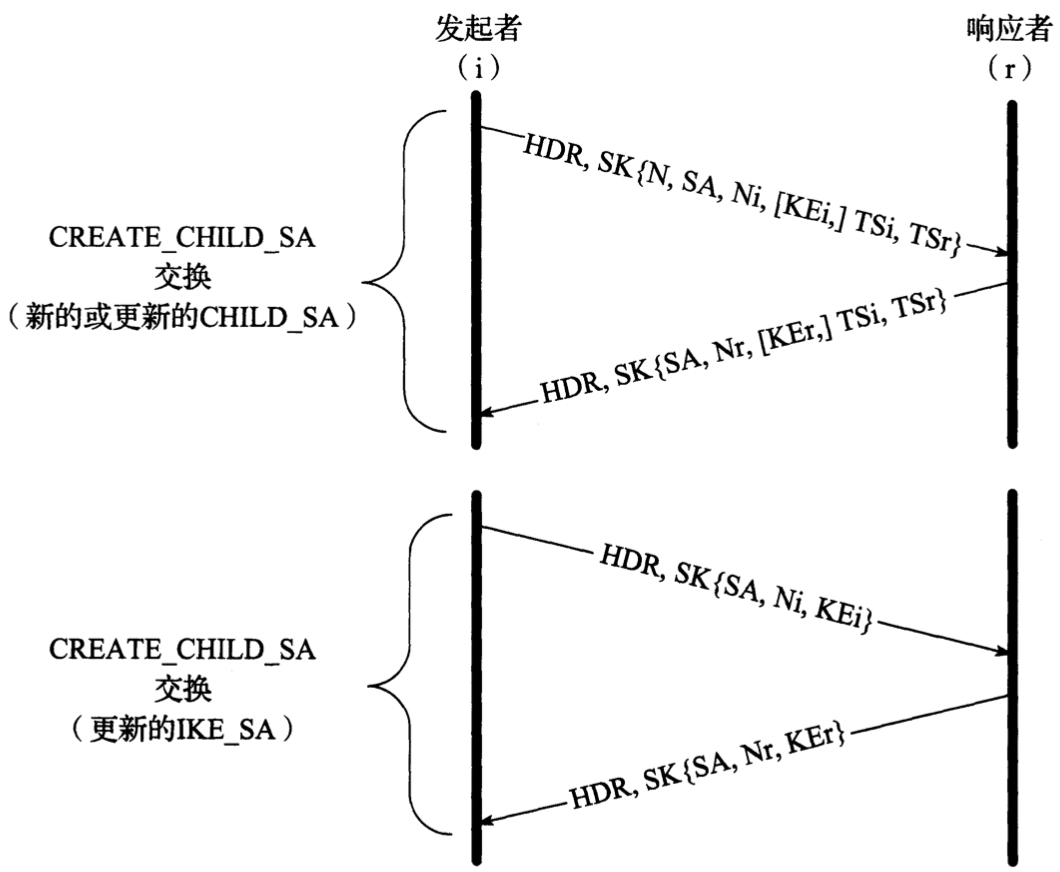 发起者
（i）
响应者
（r）
HDR, SK{N, SA, Ni, [KEi,] TSi, TSr}
CREATE_CHILD_SA
交换
（新的或更新的CHILD_SA）
HDR, SK{SA, Nr, [KEr,] TSi, TSr}
HDR, SK{SA, Ni, KEi}
CREATE_CHILD_SA
交换
（更新的IKE_SA）
HDR, SK{SA, Nr, KEr}